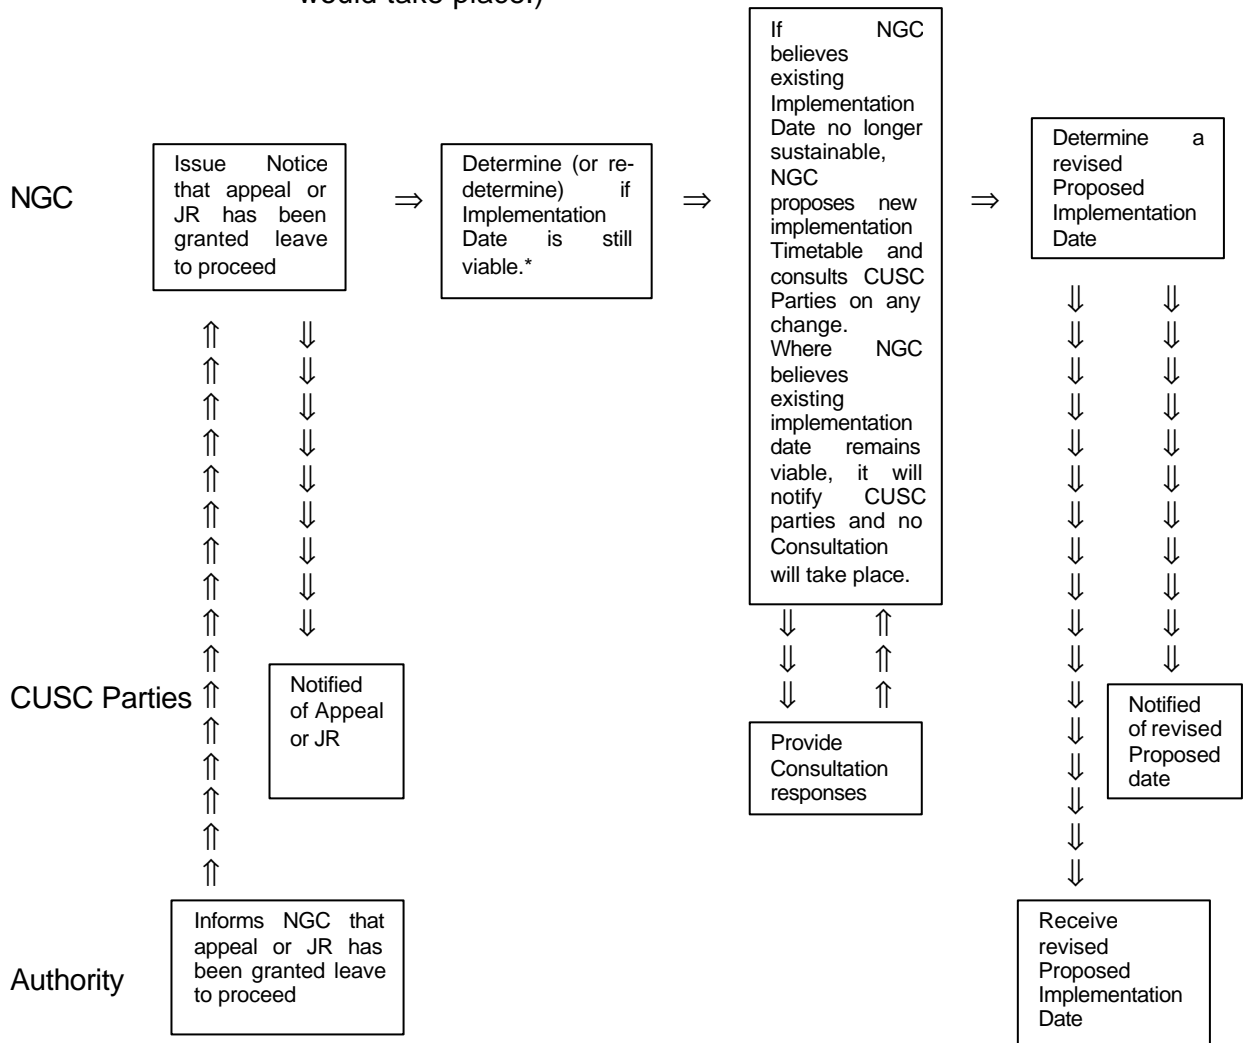 would take place.)
NGC
Issue Notice
that appeal or
JR has been
granted leave
to proceed
⇒
Determine (or re-
determine) if
Implementation
Date is still
viable.*
⇒
If NGC
believes
existing
Implementation
Date no longer
sustainable,
NGC
proposes new
implementation
Timetable and
consults CUSC
Parties on any
change.
Where NGC
believes
existing
implementation
date remains
viable, it will
notify CUSC
parties and no
Consultation
will take place.
⇒
Determine a
revised
Proposed
Implementation
Date
CUSC Parties
Notified
of Appeal
or JR
Provide
Consultation
responses
Notified
of revised
Proposed
date
Authority
Informs NGC that
appeal or JR has
been granted leave
to proceed
Receive
revised
Proposed
Implementation
Date